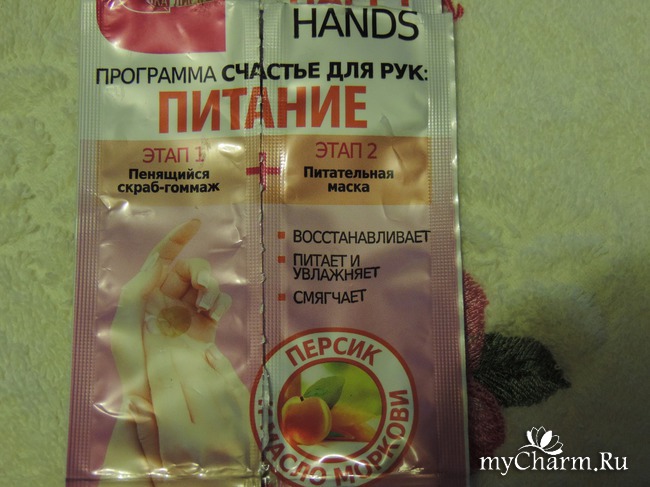 HANDS
ПРОГРАММА СЧАСТЬЕ ДЛЯ РУК:
ПИТАНИЕ
ЭТАП 1
Пенящийся
скраб-гоммаж
+
ЭТАП 2
Питательная
маска
ВОССТАНАВЛИВАЕТ
ПИТАЕТ И
УВЛАЖНЯЕТ
СМЯГЧАЕТ
ПЕРСИК
МАСЛО МОРКОВИ
myCharm.Ru